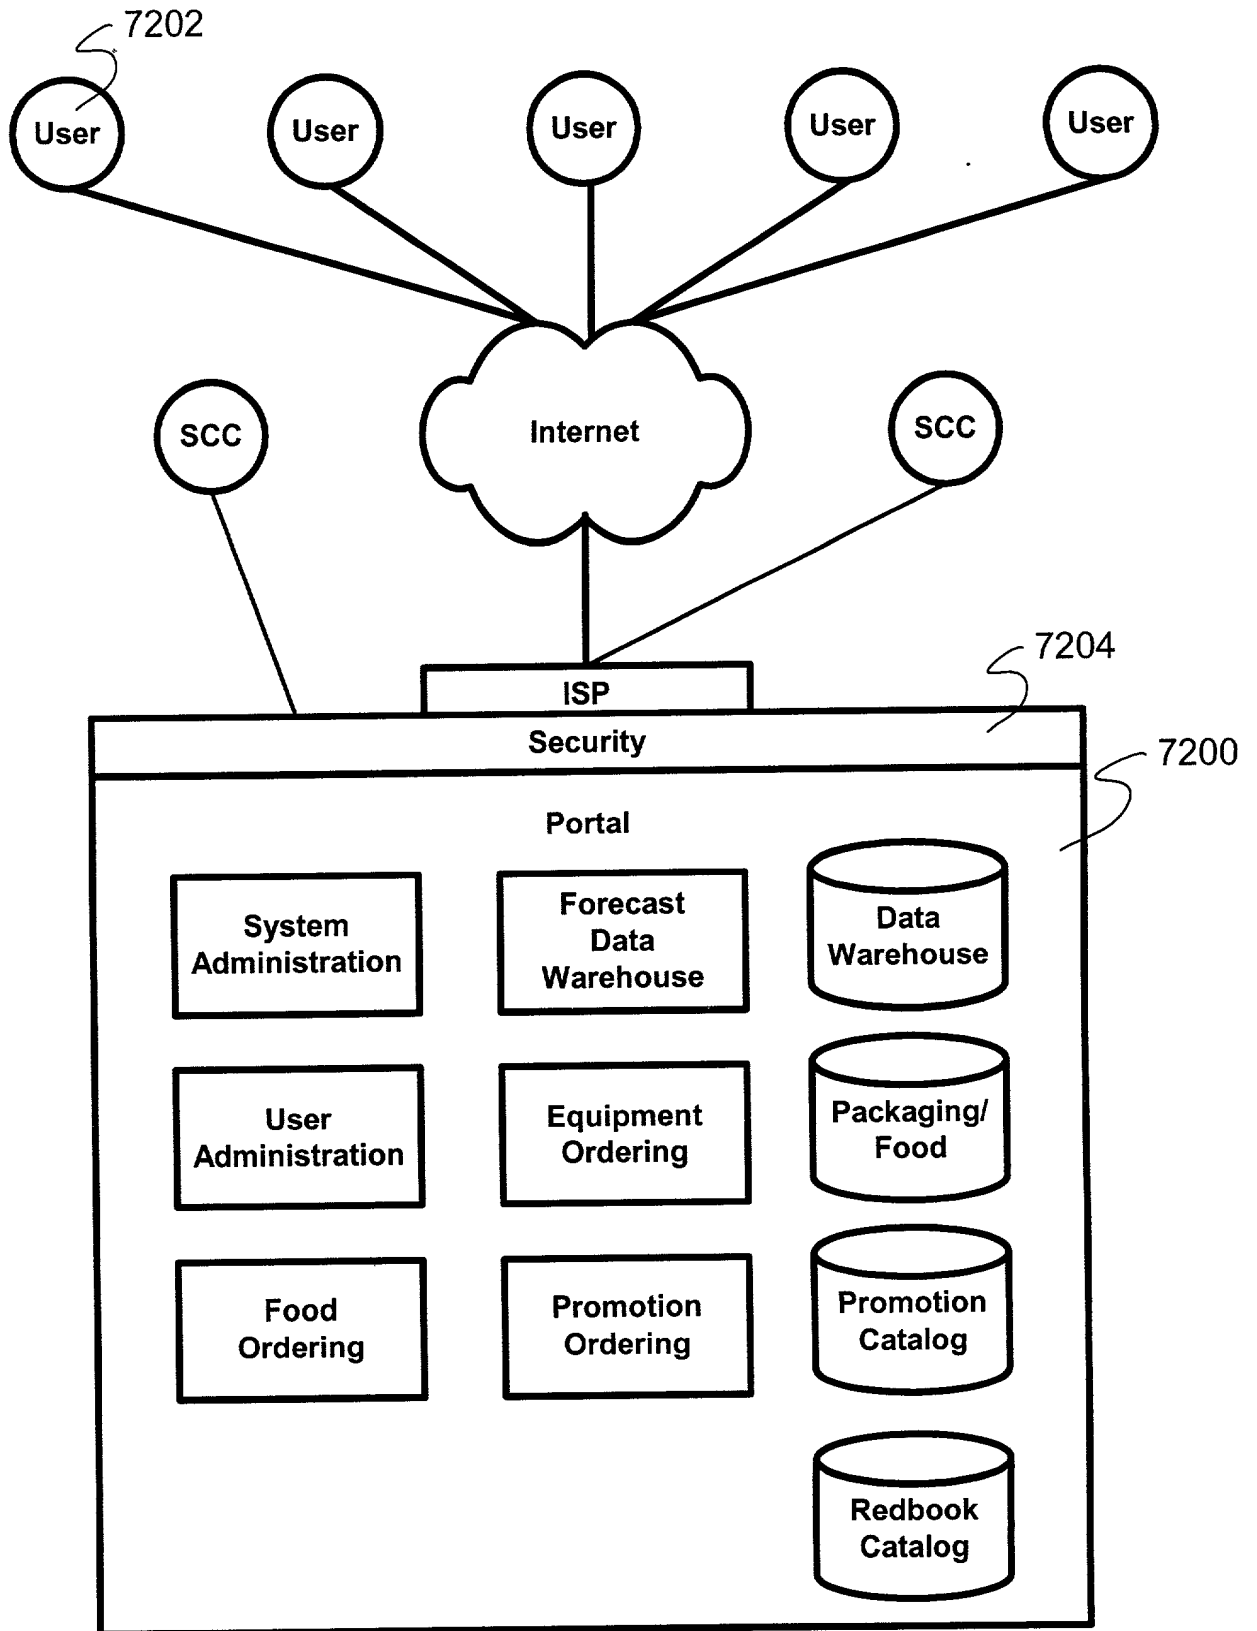 7202
User
User
User
User
User
SCC
Internet
SCC
7204
ISP
Security
7200
Portal
System
Administration
Forecast
Data
Warehouse
Data
Warehouse
User
Administration
Equipment
Ordering
Packaging/
Food
Food
Ordering
Promotion
Ordering
Promotion
Catalog
Redbook
Catalog